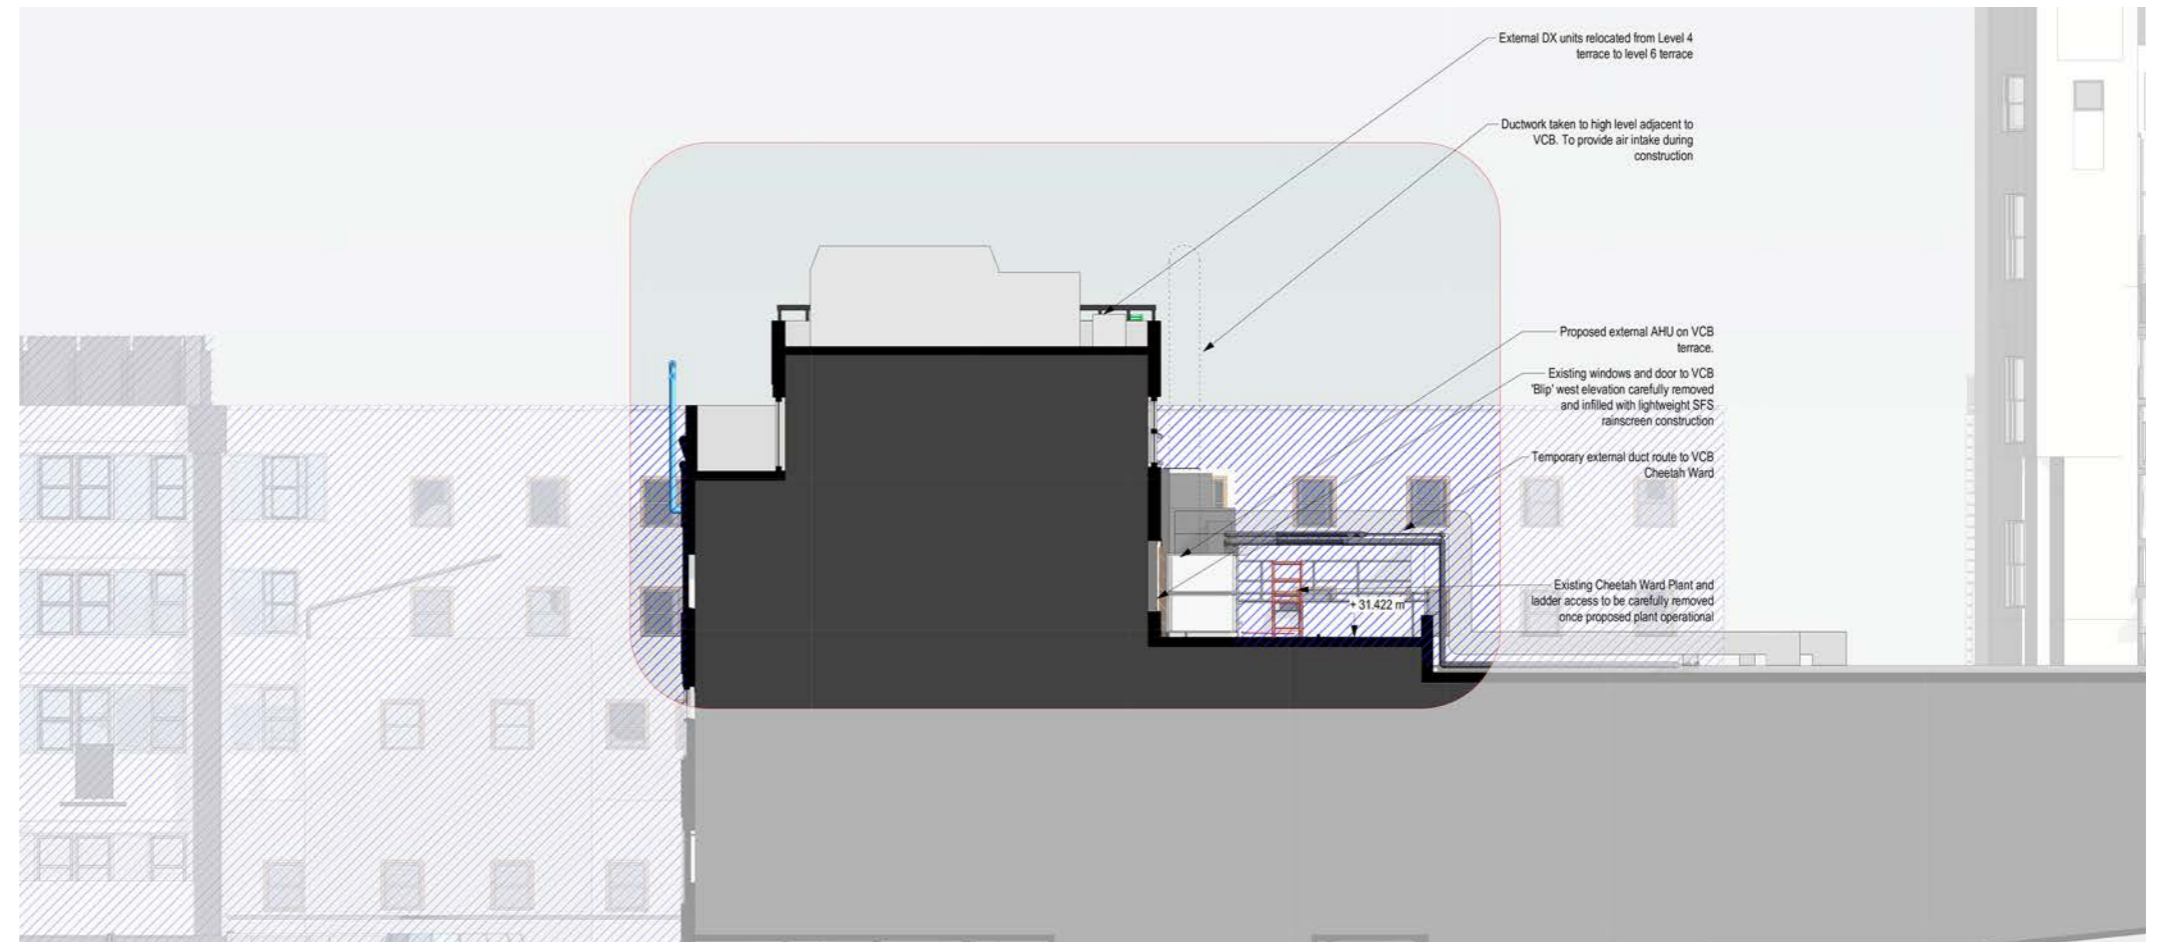 External DX units relocated from Level 4
terrace to level 6 terrace
Ductwork taken to high level adjacent to
VCB. To provide air intake during
construction
Proposed external AHU on VCB
terrace.
Existing windows and door to VCB
'Blip' west elevation carefully removed
and infilled with lightweight SFS
rainscreen construction
Temporary external duct route to VCB
Cheetah Ward
Existing Cheetah Ward Plant and
ladder access to be carefully removed
once proposed plant operational
+ 31.422 m